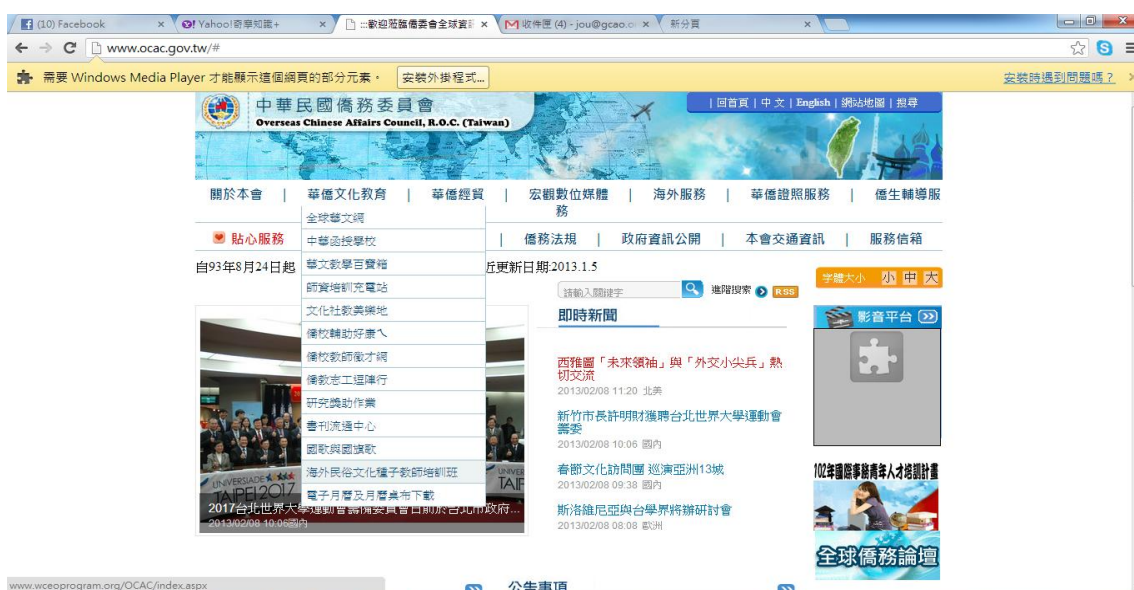 (10) Facebook
Yahoo!奇摩知識+
:::歡迎蒞臨僑委會全球資訊
收件匣 (4) - jou@gcao.o
新分頁
www.ocac.gov.tw/#
需要 Windows Media Player 才能顯示這個網頁的部分元素。
安裝外掛程式...
安裝時遇到問題嗎?
中華民國僑務委員會
Overseas Chinese Affairs Council, R.O.C. (Taiwan)
| 回首頁 | 中文 | English | 網站地圖 | 搜尋
關於本會 | 華僑文化教育 | 華僑經貿 | 宏觀數位媒體 | 海外服務 | 華僑證照服務 | 僑生輔導服
務
貼心服務
| 僑務法規 | 政府資訊公開 | 本會交通資訊 | 服務信箱
全球華文網
中華函授學校
華文教學百寶箱
師資培訓充電站
文化社教美樂地
僑校輔助好康ㄟ
僑校教師徵才網
僑教志工逗陣行
研究獎助作業
書刊流通中心
國歌與國旗歌
海外民俗文化種子教師培訓班
電子月曆及月曆桌布下載
自93年8月24日起
近更新日期:2013.1.5
字體大小 小 中 大
請輸入關鍵字
進階搜索
RSS
即時新聞
西雅圖「未來領袖」與「外交小尖兵」熱
切交流
2013/02/08 11:20 北美
新竹市長許明財獲聘台北世界大學運動會
籌委
2013/02/08 10:06 國內
春節文化訪問團 巡演亞洲13城
2013/02/08 09:38 國內
斯洛維尼亞與台學界將辦研討會
2013/02/08 08:08 歐洲
影音平台
102年國際事務青年人才培訓計畫
全球僑務論壇
UNIVERSIADE
TAIPEI 2017
UNIVER
TAIP
2017台北世界大學運動會籌備委員會日前於台北市政府...
2013/02/08 10:06國內
公告事項
www.wceoprogram.org/OCAC/index.aspx